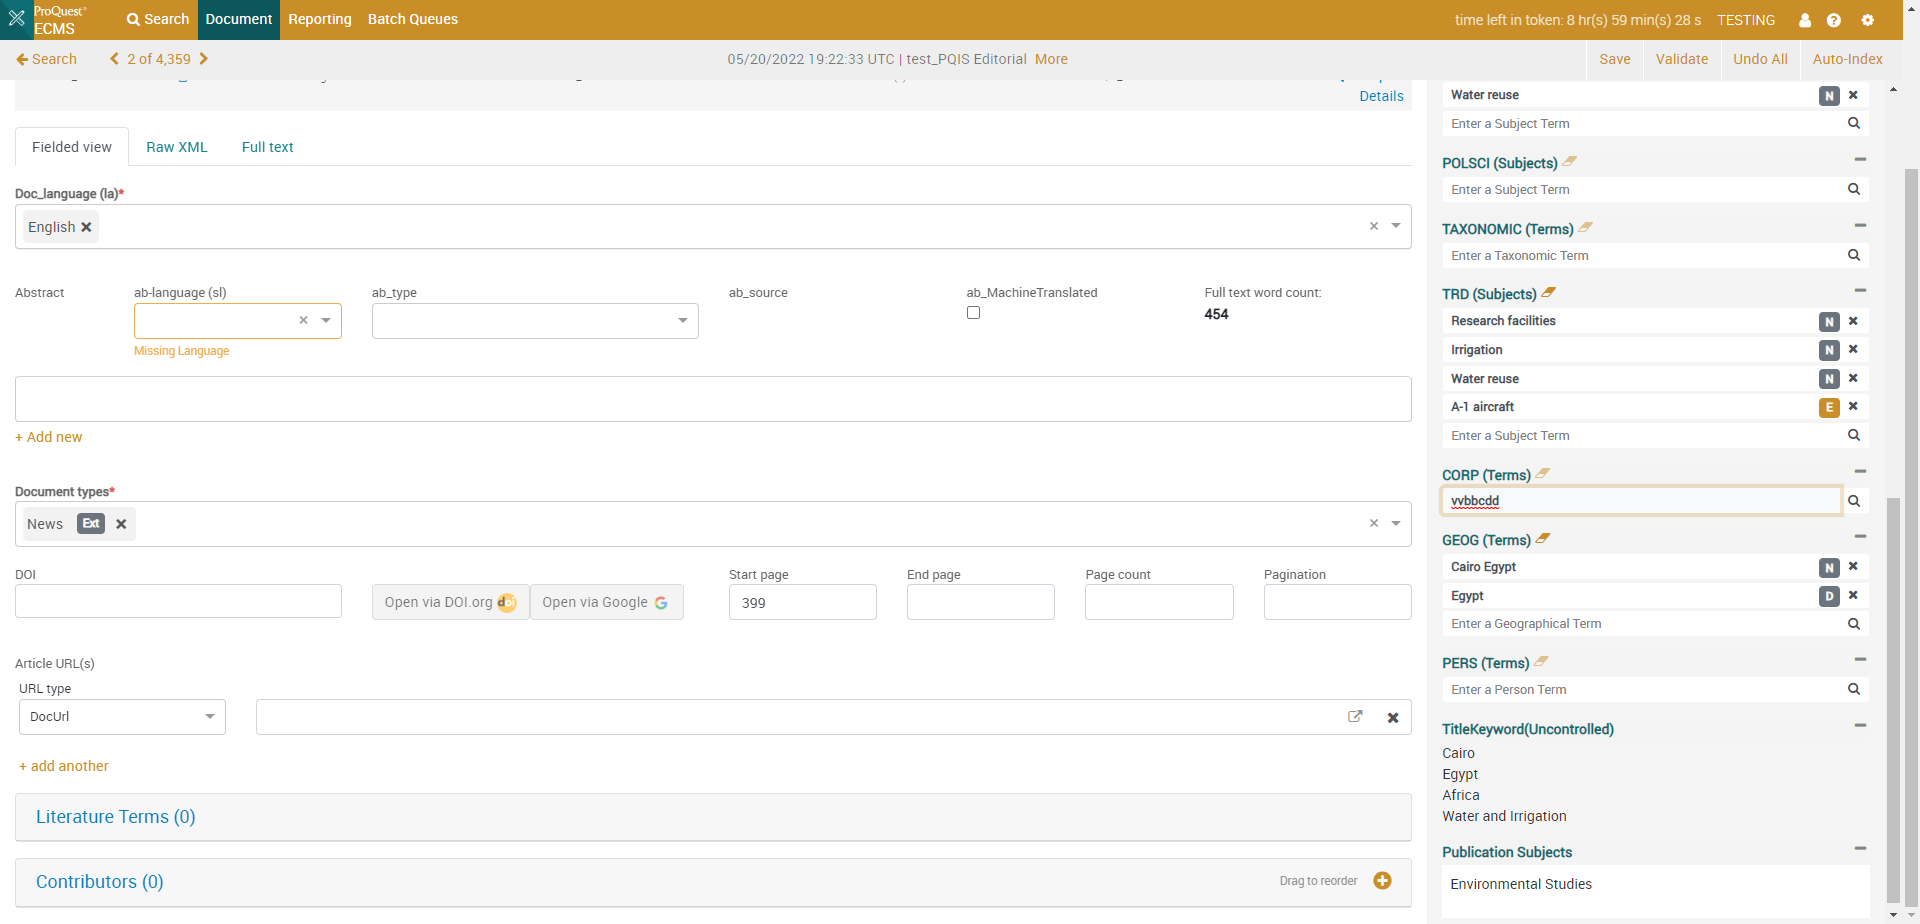 ProQuest® ECMS
Search Document Reporting Batch Queues
time left in token: 8 hr(s) 59 min(s) 28 s TESTING
Search 2 of 4,359
05/20/2022 19:22:33 UTC | test_PQIS Editorial More
Save Validate Undo All Auto-Index
Details
Fielded view Raw XML Full text
Doc_language (la)*
English
Abstract ab-language (sl) ab_type ab_source ab_MachineTranslated Full text word count:
454
Missing Language
+ Add new
Document types*
News Ext
DOI Start page End page Page count Pagination
Open via DOI.org doi Open via Google 399
Article URL(s)
URL type
DocUrl
+ add another
Literature Terms (0)
Contributors (0) Drag to reorder
Water reuse N
Enter a Subject Term
POLSCI (Subjects)
Enter a Subject Term
TAXONOMIC (Terms)
Enter a Taxonomic Term
TRD (Subjects)
Research facilities N
Irrigation N
Water reuse N
A-1 aircraft E
Enter a Subject Term
CORP (Terms)
vvbbcdd
GEOG (Terms)
Cairo Egypt N
Egypt D
Enter a Geographical Term
PERS (Terms)
Enter a Person Term
TitleKeyword(Uncontrolled)
Cairo
Egypt
Africa
Water and Irrigation
Publication Subjects
Environmental Studies